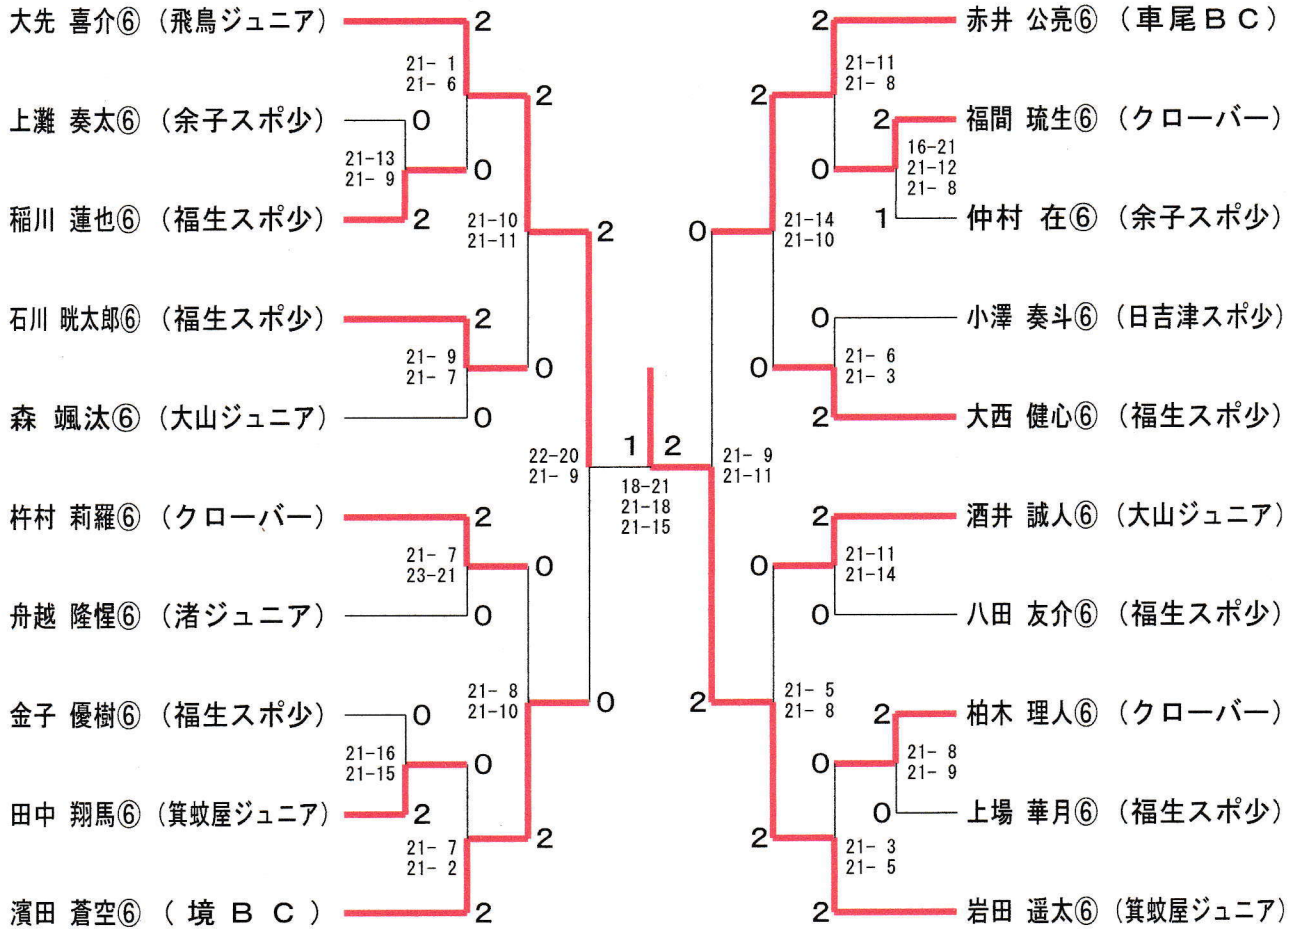 大先 喜介⑥ (飛鳥ジュニア) 2
21- 1
21- 6
2
上灘 奏太⑥ (余子スポ少) 0
21-13
21- 9
0
稲川 蓮也⑥ (福生スポ少) 2
21-10
21-11
2
石川 晄太郎⑥ (福生スポ少) 2
21- 9
21- 7
0
森 颯汰⑥ (大山ジュニア) 0
22-20
21- 9
杵村 莉羅⑥ (クローバー) 2
21- 7
23-21
0
舟越 隆惺⑥ (渚ジュニア) 0
21- 8
21-10
0
金子 優樹⑥ (福生スポ少) 0
21-16
21-15
0
田中 翔馬⑥ (箕蚊屋ジュニア) 2
21- 7
21- 2
2
濱田 蒼空⑥ (境BC) 2
1 2
18-21
21-18
21-15
2 赤井 公亮⑥ (車尾BC)
21-11
21- 8
2
2 福間 琉生⑥ (クローバー)
16-21
21-12
21- 8
0
1 仲村 在⑥ (余子スポ少)
0
21-14
21-10
0 小澤 奏斗⑥ (日吉津スポ少)
21- 6
21- 3
0
2 大西 健心⑥ (福生スポ少)
21- 9
21-11
2 酒井 誠人⑥ (大山ジュニア)
21-11
21-14
0
0 八田 友介⑥ (福生スポ少)
2
21- 5
21- 8
2 柏木 理人⑥ (クローバー)
21- 8
21- 9
0
0 上場 華月⑥ (福生スポ少)
2
21- 3
21- 5
2 岩田 遥太⑥ (箕蚊屋ジュニア)